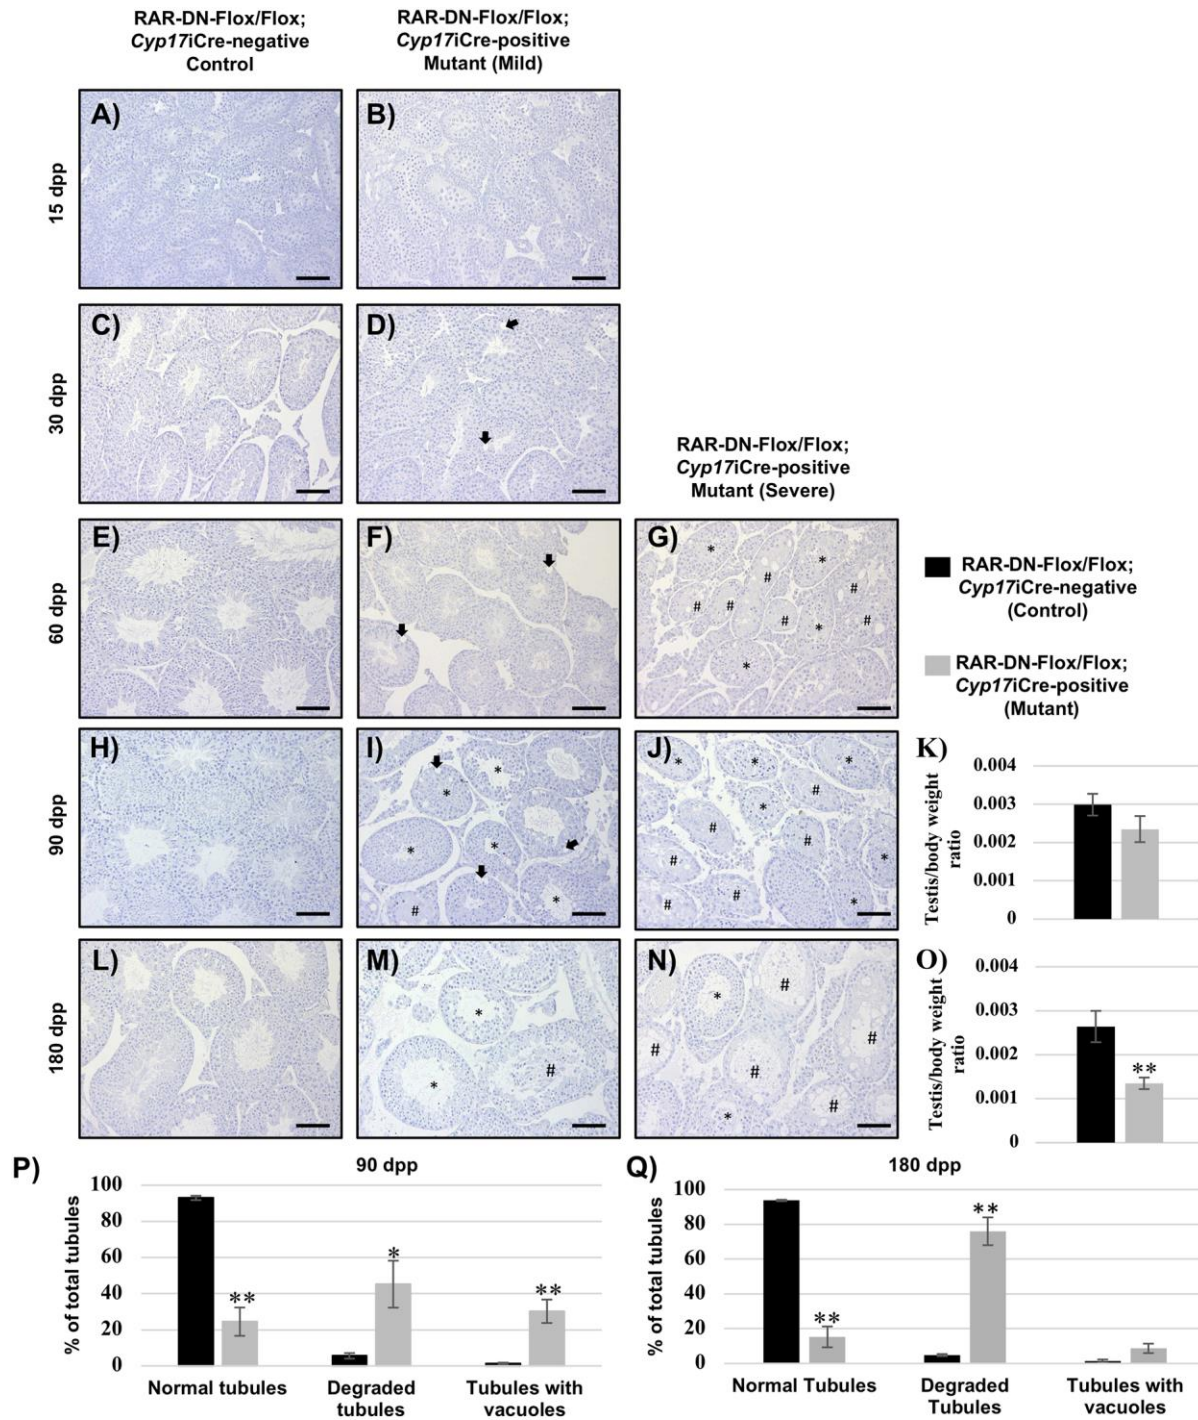 RAR-DN-Flox/Flox;
Cyp17iCre-negative
Control
RAR-DN-Flox/Flox;
Cyp17iCre-positive
Mutant (Mild)
15 dpp
A)
B)
30 dpp
C)
D)
RAR-DN-Flox/Flox;
Cyp17iCre-positive
Mutant (Severe)
60 dpp
E)
F)
G)
* * # # # # # # * *
RAR-DN-Flox/Flox;
Cyp17iCre-negative
(Control)
RAR-DN-Flox/Flox;
Cyp17iCre-positive
(Mutant)
90 dpp
H)
I)
* * * * * #
J)
* * * # * # # # * # # *
K)
Testis/body weight
ratio
0.004
0.003
0.002
0.001
0
180 dpp
L)
M)
* * #
N)
* # # # # # *
O)
Testis/body weight
ratio
0.004
0.003
0.002
0.001
0
**
P)
90 dpp
% of total tubules
100
80
60
40
20
0
**
*
**
Normal tubules
Degraded
tubules
Tubules with
vacuoles
Q)
180 dpp
% of total tubules
100
80
60
40
20
0
**
**
Normal Tubules
Degraded
Tubules
Tubules with
vacuoles